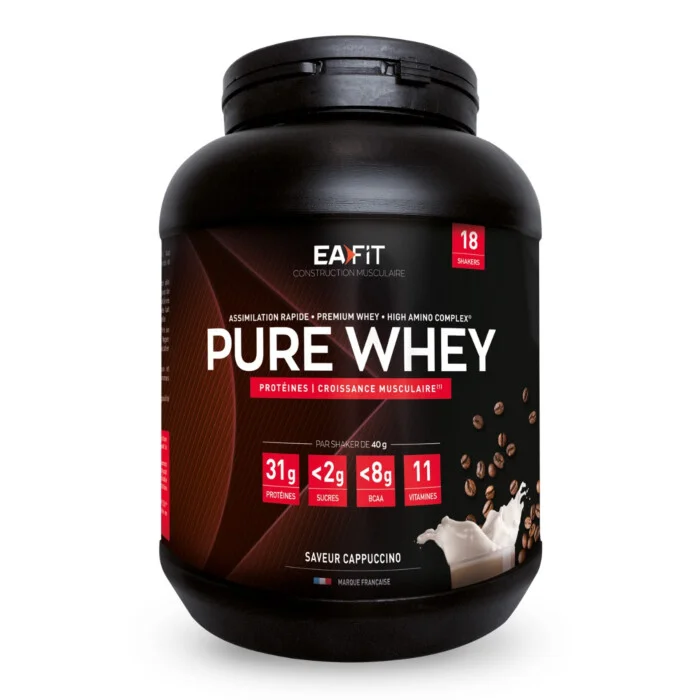 EAFIT
CONSTRUCTION MUSCULAIRE
18
SHAKERS
ASSIMILATION RAPIDE • PREMIUM WHEY • HIGH AMINO COMPLEX®
PURE WHEY
PROTÉINES | CROISSANCE MUSCULAIRE⁽¹⁾
PAR SHAKER DE 40 g
31g
PROTÉINES
<2g
SUCRES
<8g
BCAA
11
VITAMINES
SAVEUR CAPPUCCINO
MARQUE FRANÇAISE